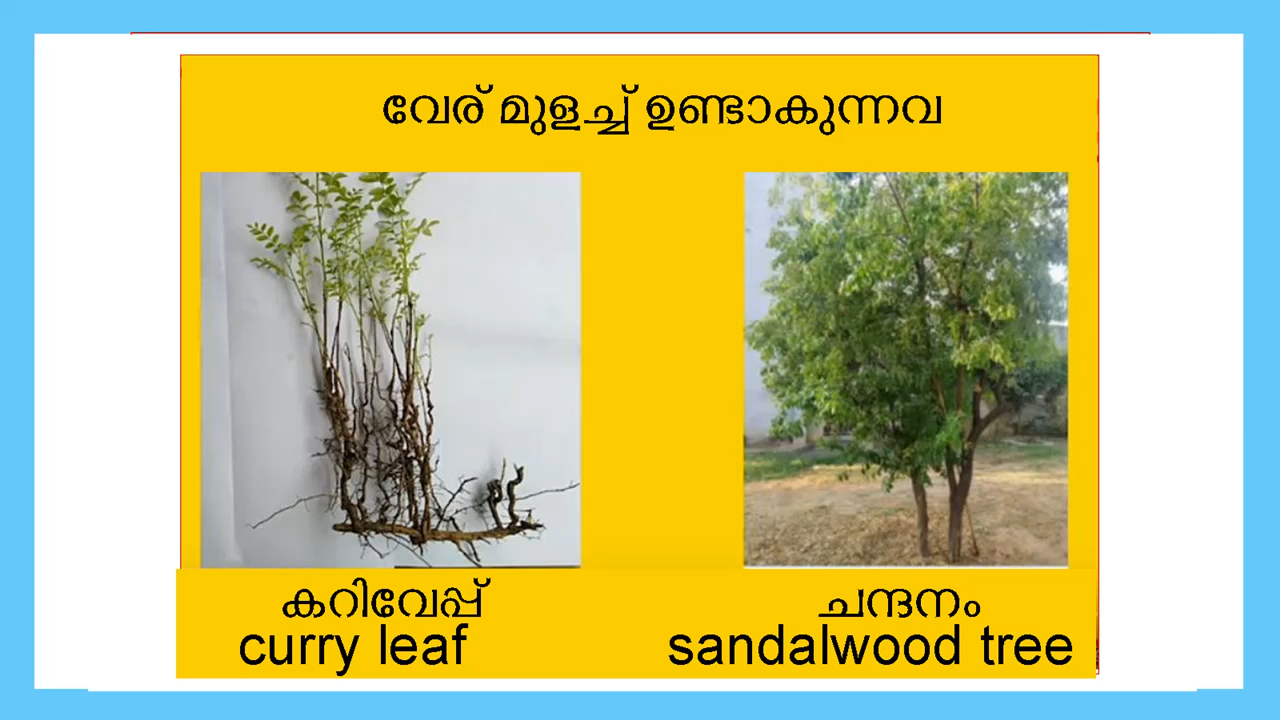 വേര് മുളച്ച് ഉണ്ടാകുന്നവ
കറിവേപ്പ്
curry leaf
ചന്ദനം
sandalwood tree